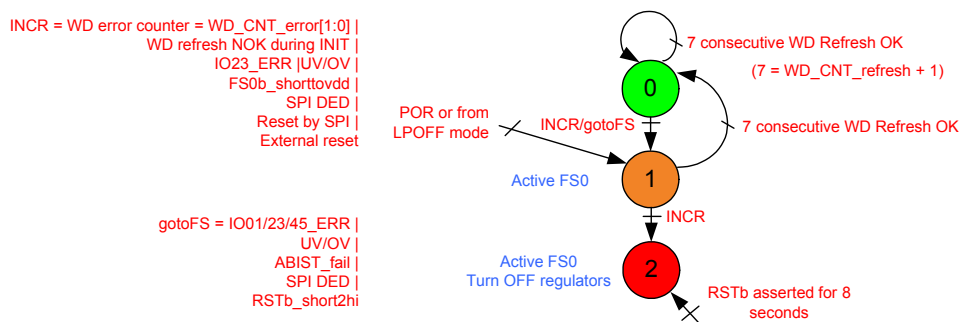 INCR = WD error counter = WD_CNT_error[1:0] |
WD refresh NOK during INIT |
IO23_ERR |UV/OV |
FS0b_shorttovdd |
SPI DED |
Reset by SPI |
External reset
7 consecutive WD Refresh OK
(7 = WD_CNT_refresh + 1)
0
POR or from
LPOFF mode
INCR/gotoFS
7 consecutive WD Refresh OK
Active FS0
1
INCR
gotoFS = IO01/23/45_ERR |
UV/OV |
ABIST_fail |
SPI DED |
RSTb_short2hi
Active FS0
Turn OFF regulators
2
RSTb asserted for 8
seconds